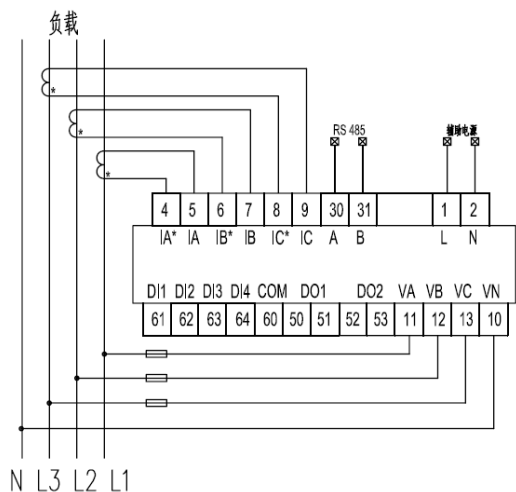 负载
RS 485 辅助电源
4 5 6 7 8 9 30 31 1 2
IA* IA IB* IB IC* IC A B L N
DI1 DI2 DI3 DI4 COM DO1 DO2 VA VB VC VN
61 62 63 64 60 50 51 52 53 11 12 13 10
N L3 L2 L1